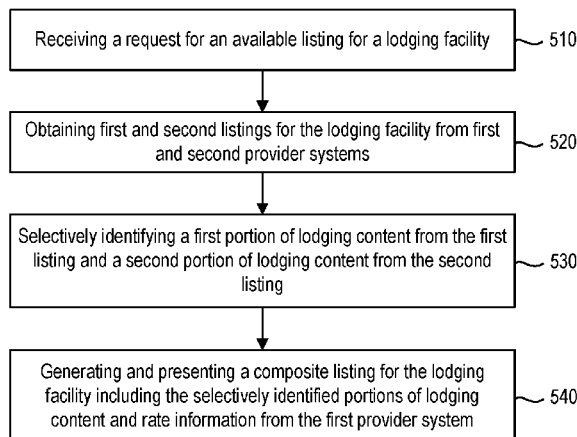 Receiving a request for an available listing for a lodging facility
510
Obtaining first and second listings for the lodging facility from first
and second provider systems
520
Selectively identifying a first portion of lodging content from the first
listing and a second portion of lodging content from the second
listing
530
Generating and presenting a composite listing for the lodging
facility including the selectively identified portions of lodging
content and rate information from the first provider system
540